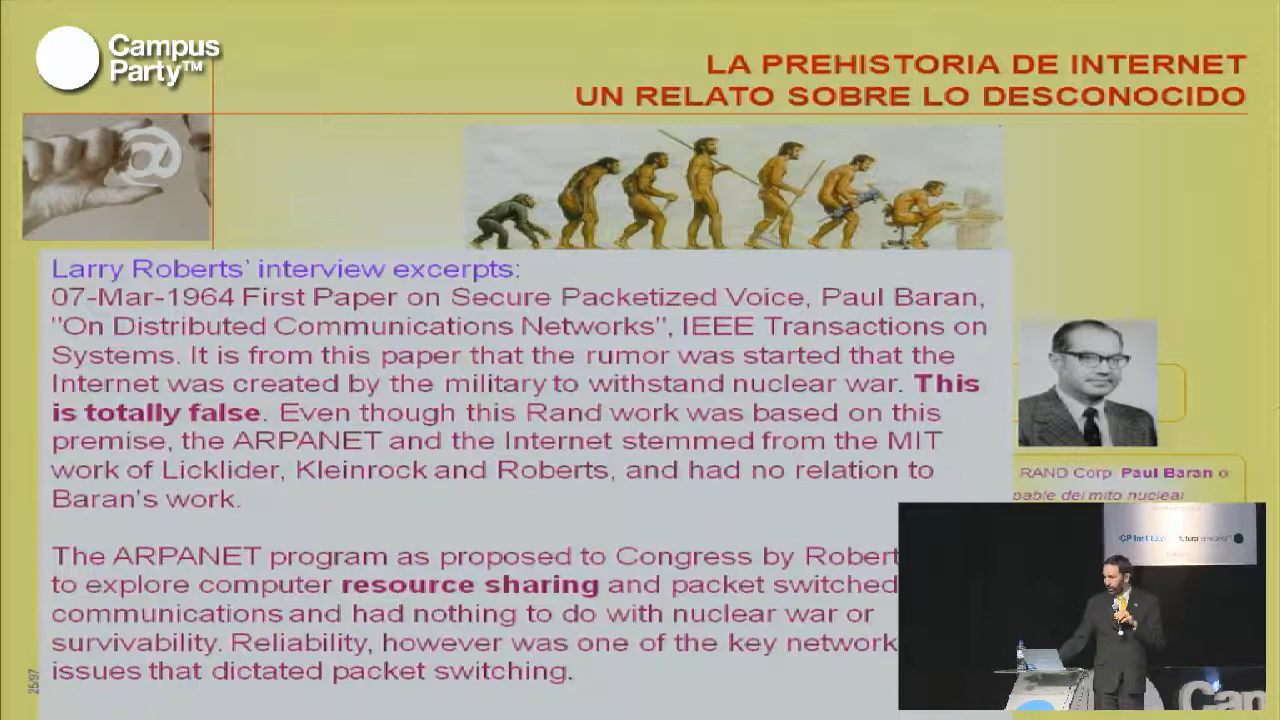 Campus
Party™
LA PREHISTORIA DE INTERNET
UN RELATO SOBRE LO DESCONOCIDO
@
Larry Roberts' interview excerpts:
07-Mar-1964 First Paper on Secure Packetized Voice, Paul Baran,
"On Distributed Communications Networks", IEEE Transactions on
Systems. It is from this paper that the rumor was started that the
Internet was created by the military to withstand nuclear war. This
is totally false. Even though this Rand work was based on this
premise, the ARPANET and the Internet stemmed from the MIT
work of Licklider, Kleinrock and Roberts, and had no relation to
Baran's work.
The ARPANET program as proposed to Congress by Robert
to explore computer resource sharing and packet switched
communications and had nothing to do with nuclear war or
survivability. Reliability, however was one of the key network
issues that dictated packet switching.
RAND Corp. Paul Baran o
pable del mito nuclear
25/97
Cam